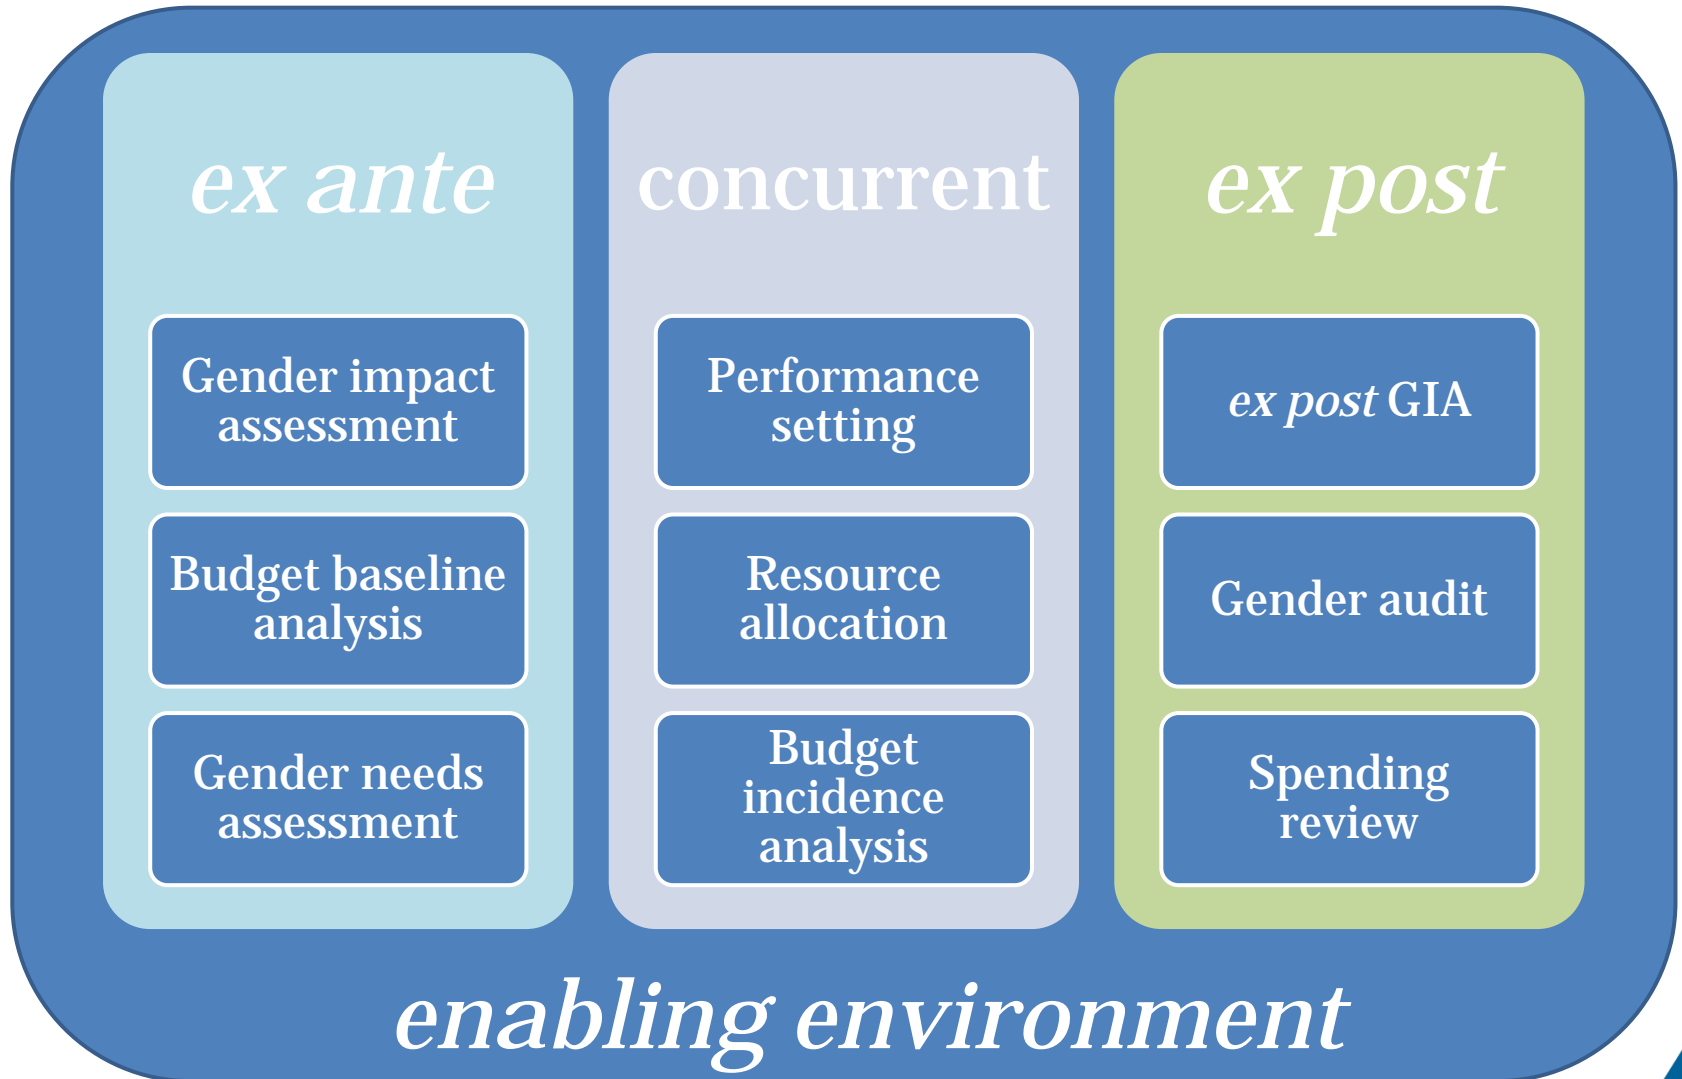 ex ante
Gender impact
assessment
Budget baseline
analysis
Gender needs
assessment
concurrent
Performance
setting
Resource
allocation
Budget
incidence
analysis
ex post
ex post GIA
Gender audit
Spending
review
enabling environment